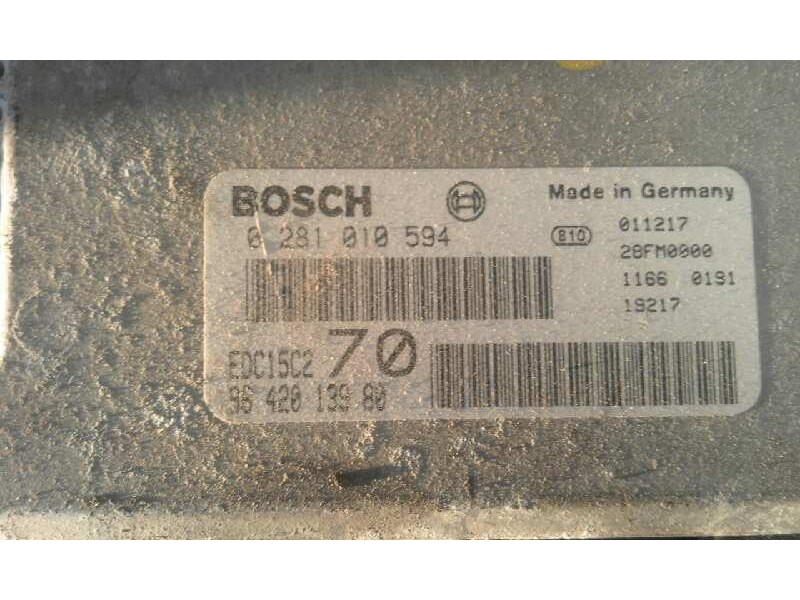 BOSCH
Made in Germany
0 281 010 594
810
011217
28FM0000
1166 0191
19217
EDC15C2
70
96 420 139 80